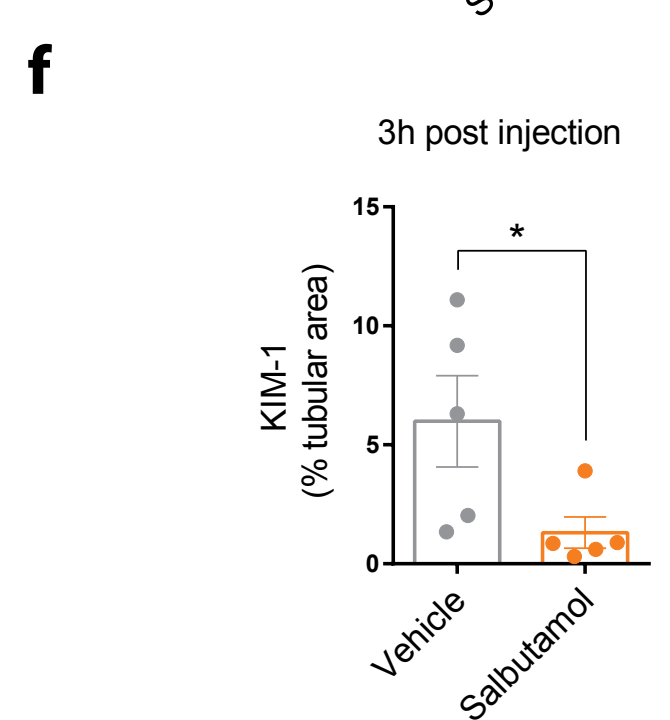 f
3h post injection
KIM-1
(% tubular area)
15
*
10
5
0
Vehicle
Salbutamol